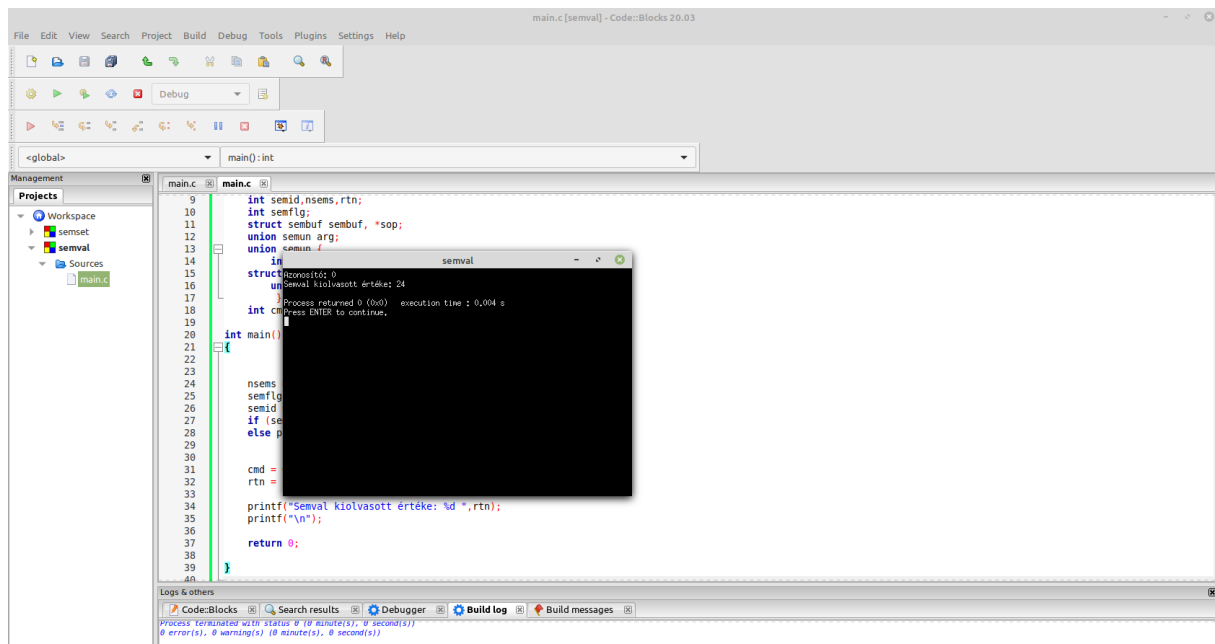 main.c [semval] - Code::Blocks 20.03
File Edit View Search Project Build Debug Tools Plugins Settings Help
Debug
<global>
main() : int
Management
Projects
Workspace
semset
semval
Sources
main.c
main.c
main.c
9 int semid,nsems,rtn;
10 int semflg;
11 struct sembuf sembuf, *sop;
12 union semun arg;
13 union semun {
14 in
15 struct
16 un
17 }
18 int cm
19
20 int main()
21 {
22
23
24 nsems
25 semflg
26 semid
27 if (se
28 else p
29
30
31 cmd =
32 rtn =
33
34 printf("Semval kiolvasott értéke: %d ",rtn);
35 printf("\n");
36
37 return 0;
38
39 }
40
semval
Azonosító: 0
Semval kiolvasott értéke: 24
Process returned 0 (0x0) execution time : 0.004 s
Press ENTER to continue.
Logs & others
Code::Blocks
Search results
Debugger
Build log
Build messages
Process terminated with status 0 (0 minute(s), 0 second(s))
0 error(s), 0 warning(s) (0 minute(s), 0 second(s))